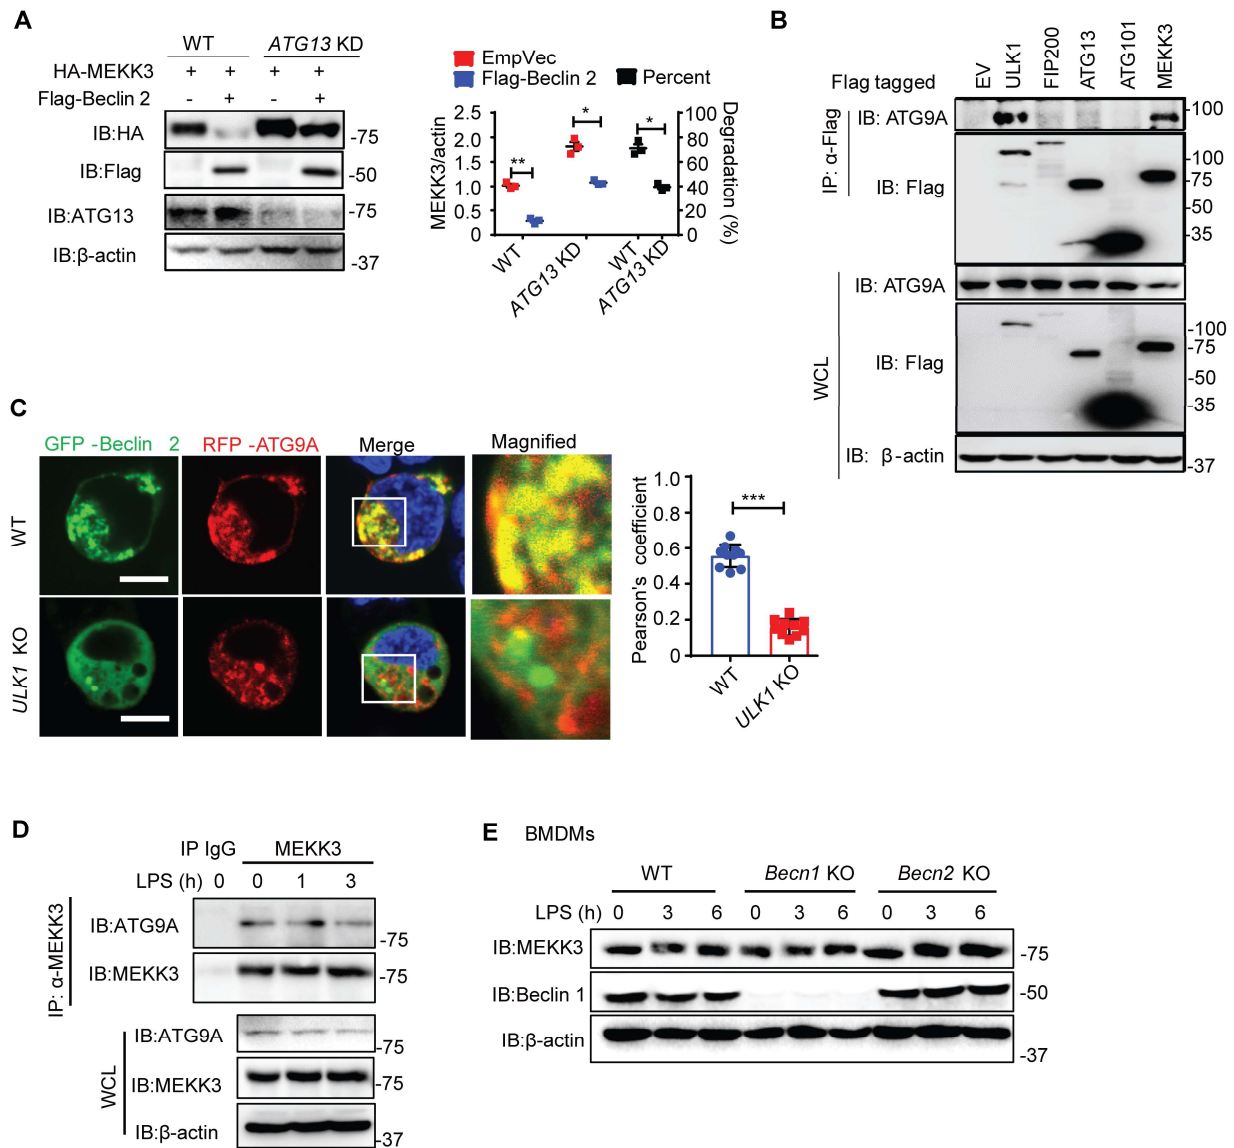 A
WT ATG13 KD
HA-MEKK3 + + + +
Flag-Beclin 2 - + - +
IB:HA -75
IB:Flag -50
IB:ATG13 -75
IB:β-actin -37
EmpVec
Flag-Beclin 2 Percent
MEKK3/actin
2.5
2.0
1.5
1.0
0.5
0
** * *
100
80
60
40
20
0
Degradation (%)
WT ATG13 KD WT ATG13 KD
B
Flag tagged EV ULK1 FIP200 ATG13 ATG101 MEKK3
IP: α-Flag
IB: ATG9A -100
IB: Flag
-100
-75
-50
-35
WCL
IB: ATG9A
IB: Flag
-100
-75
-50
-35
IB: β-actin -37
C
GFP -Beclin 2 RFP -ATG9A Merge Magnified
WT
ULK1 KO
Pearson's coefficient
1.0
0.8
0.6
0.4
0.2
0
***
WT ULK1 KO
D
IP IgG MEKK3
LPS (h) 0 0 1 3
IP: α-MEKK3
IB:ATG9A -75
IB:MEKK3 -75
WCL
IB:ATG9A -75
IB:MEKK3 -75
IB:β-actin -37
E BMDMs
WT Becn1 KO Becn2 KO
LPS (h) 0 3 6 0 3 6 0 3 6
IB:MEKK3 -75
IB:Beclin 1 -50
IB:β-actin -37